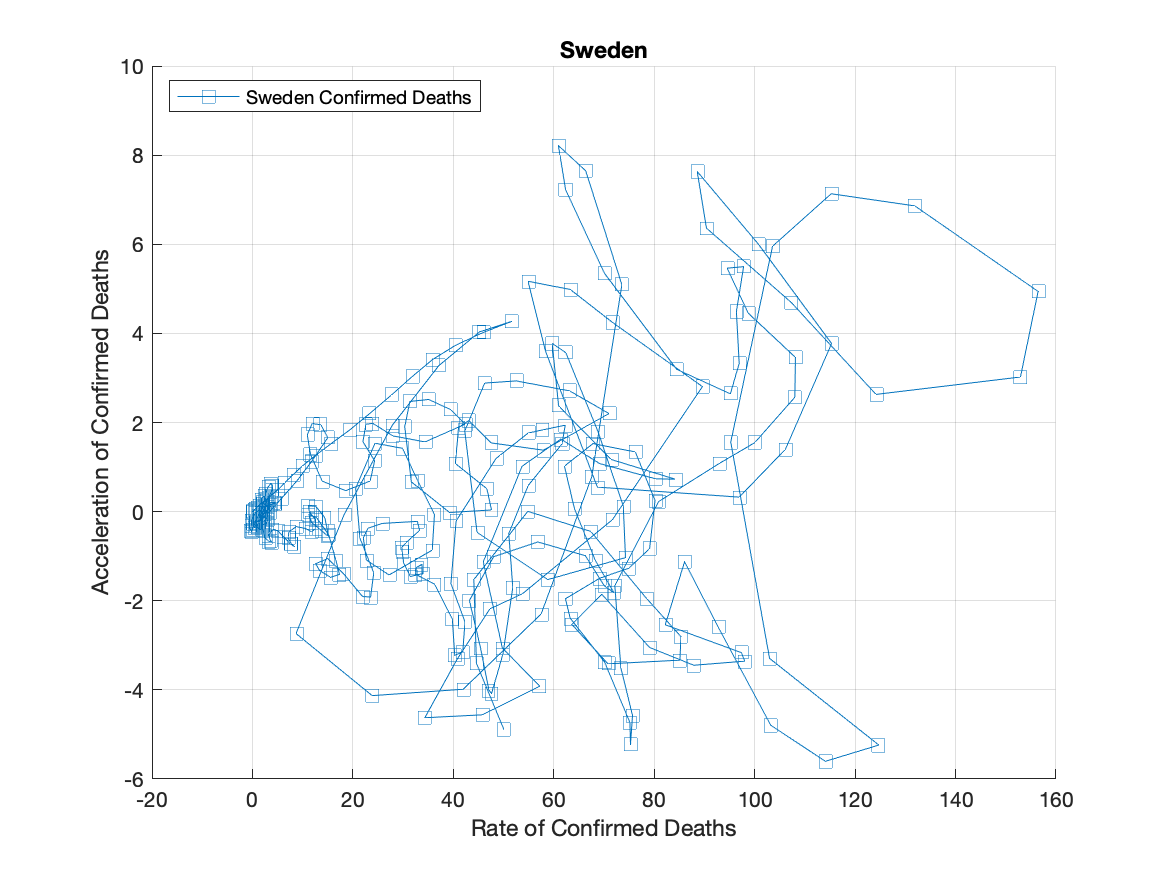 Sweden
10
Sweden Confirmed Deaths
8
6
4
2
0
-2
-4
-6
Acceleration of Confirmed Deaths
-20 0 20 40 60 80 100 120 140 160
Rate of Confirmed Deaths